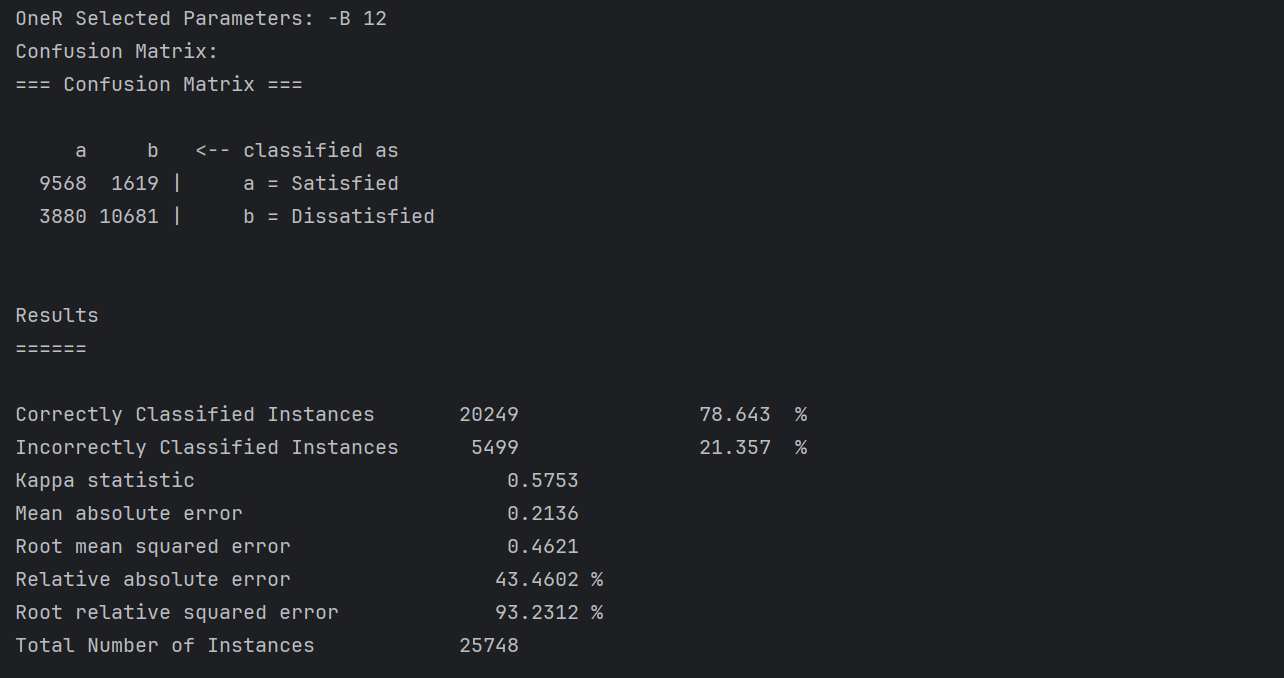 OneR Selected Parameters: -B 12
Confusion Matrix:
=== Confusion Matrix ===
a b <-- classified as
9568 1619 | a = Satisfied
3880 10681 | b = Dissatisfied
Results
======
Correctly Classified Instances 20249 78.643 %
Incorrectly Classified Instances 5499 21.357 %
Kappa statistic 0.5753
Mean absolute error 0.2136
Root mean squared error 0.4621
Relative absolute error 43.4602 %
Root relative squared error 93.2312 %
Total Number of Instances 25748